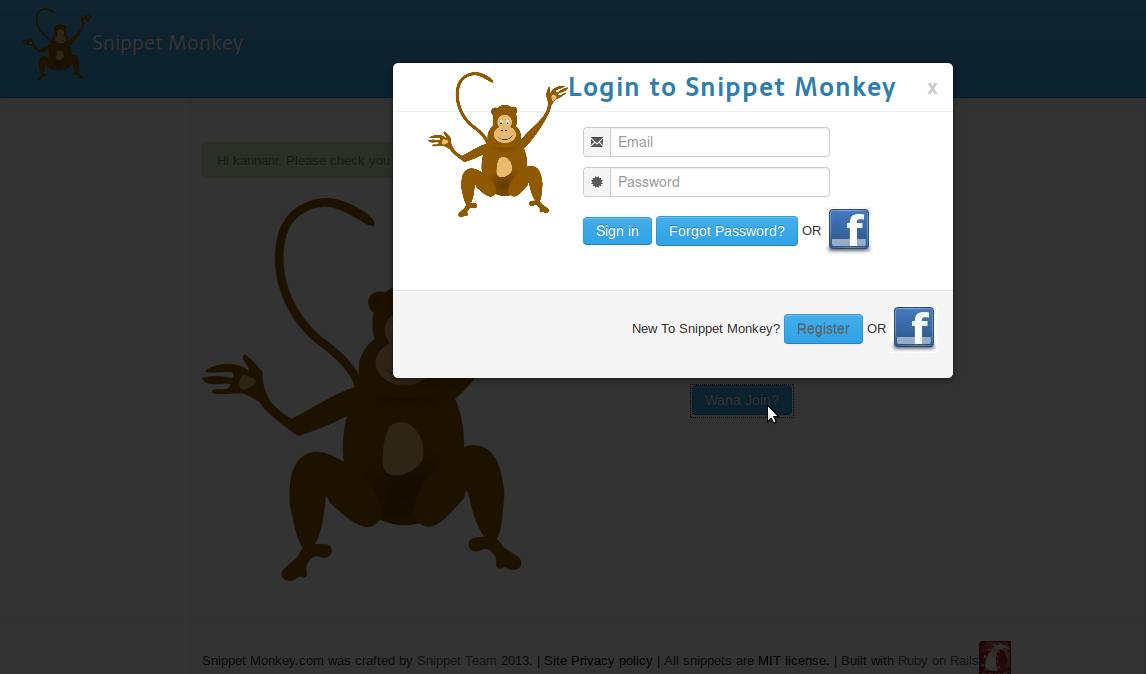 Snippet Monkey
Login to Snippet Monkey x
Email
Password
Sign in Forgot Password? OR f
New To Snippet Monkey? Register OR f
Hi kannanr, Please check you
Wana Join?
Snippet Monkey.com was crafted by Snippet Team 2013. | Site Privacy policy | All snippets are MIT license. | Built with Ruby on Rails